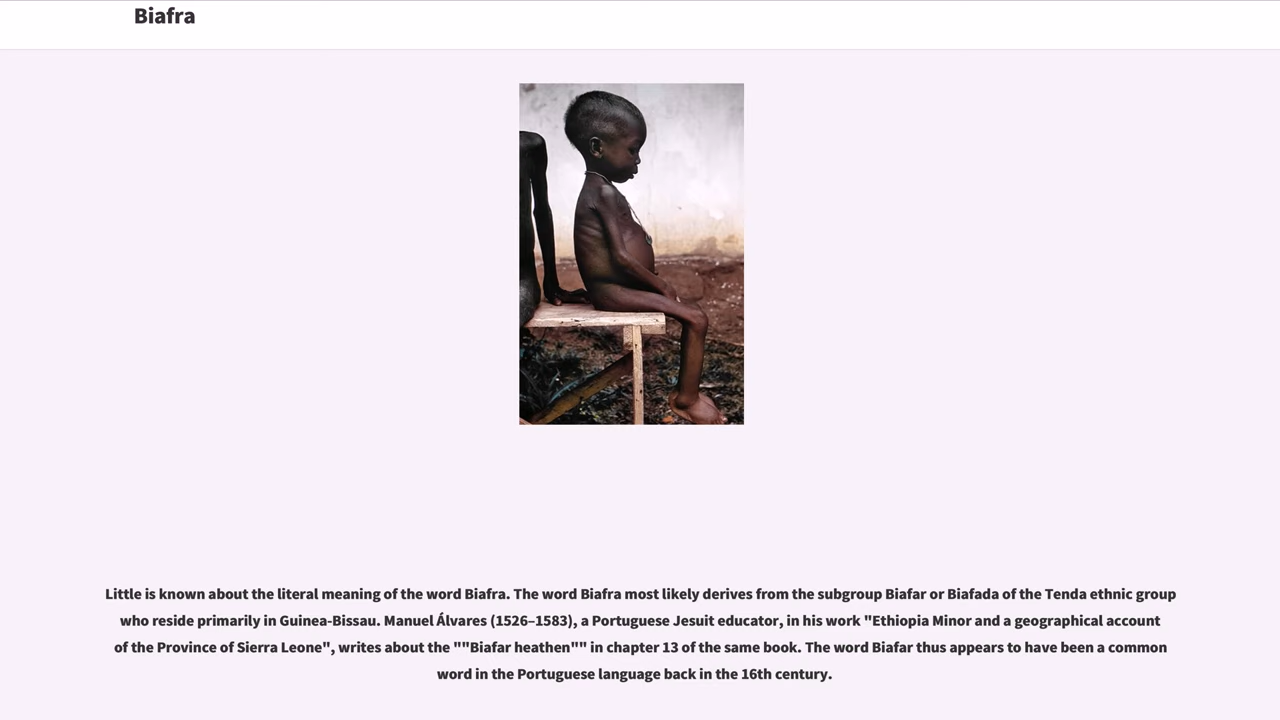 Biafra
Little is known about the literal meaning of the word Biafra. The word Biafra most likely derives from the subgroup Biafar or Biafada of the Tenda ethnic group
who reside primarily in Guinea-Bissau. Manuel Álvares (1526–1583), a Portuguese Jesuit educator, in his work "Ethiopia Minor and a geographical account
of the Province of Sierra Leone", writes about the ""Biafar heathen"" in chapter 13 of the same book. The word Biafar thus appears to have been a common
word in the Portuguese language back in the 16th century.